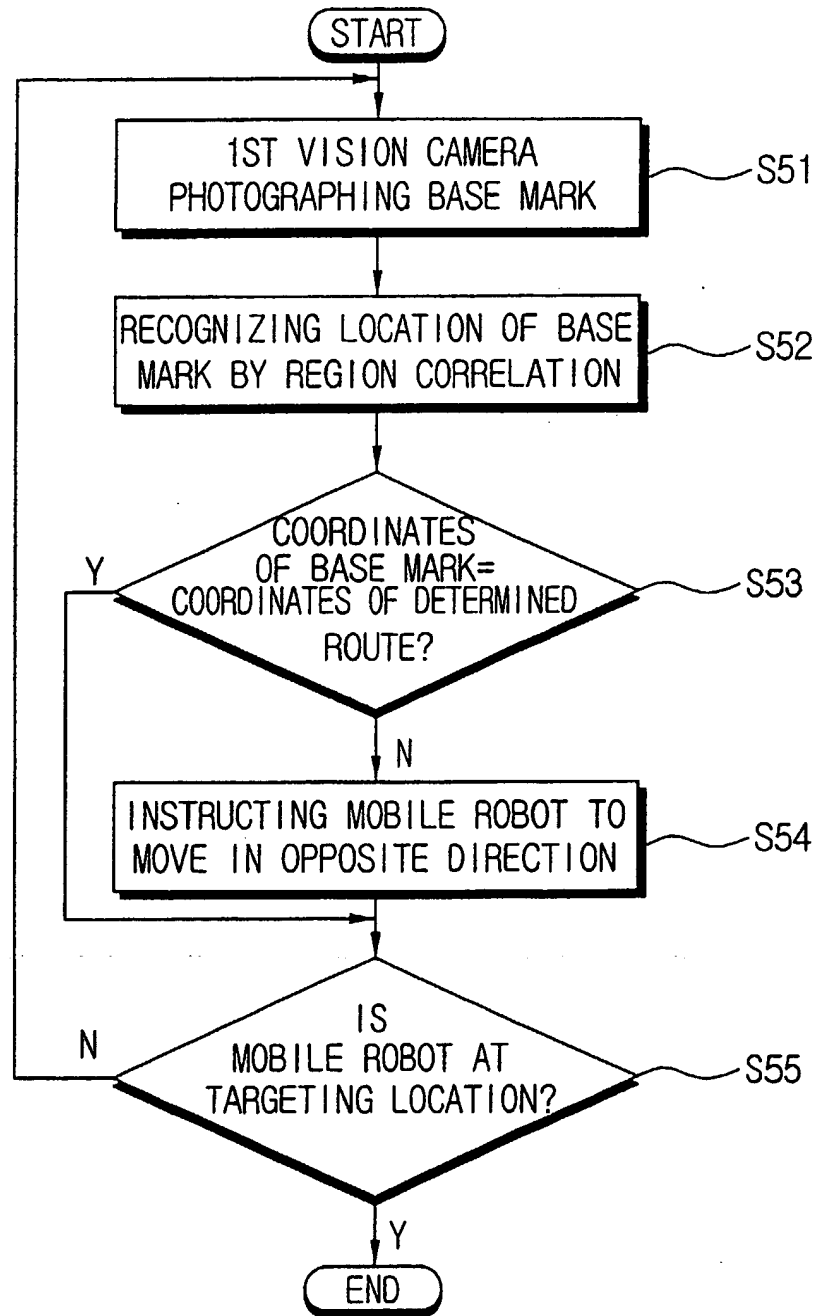 START
1ST VISION CAMERA
PHOTOGRAPHING BASE MARK
S51
RECOGNIZING LOCATION OF BASE
MARK BY REGION CORRELATION
S52
COORDINATES
OF BASE MARK=
COORDINATES OF DETERMINED
ROUTE?
Y
S53
N
INSTRUCTING MOBILE ROBOT TO
MOVE IN OPPOSITE DIRECTION
S54
IS
MOBILE ROBOT AT
TARGETING LOCATION?
N
S55
Y
END